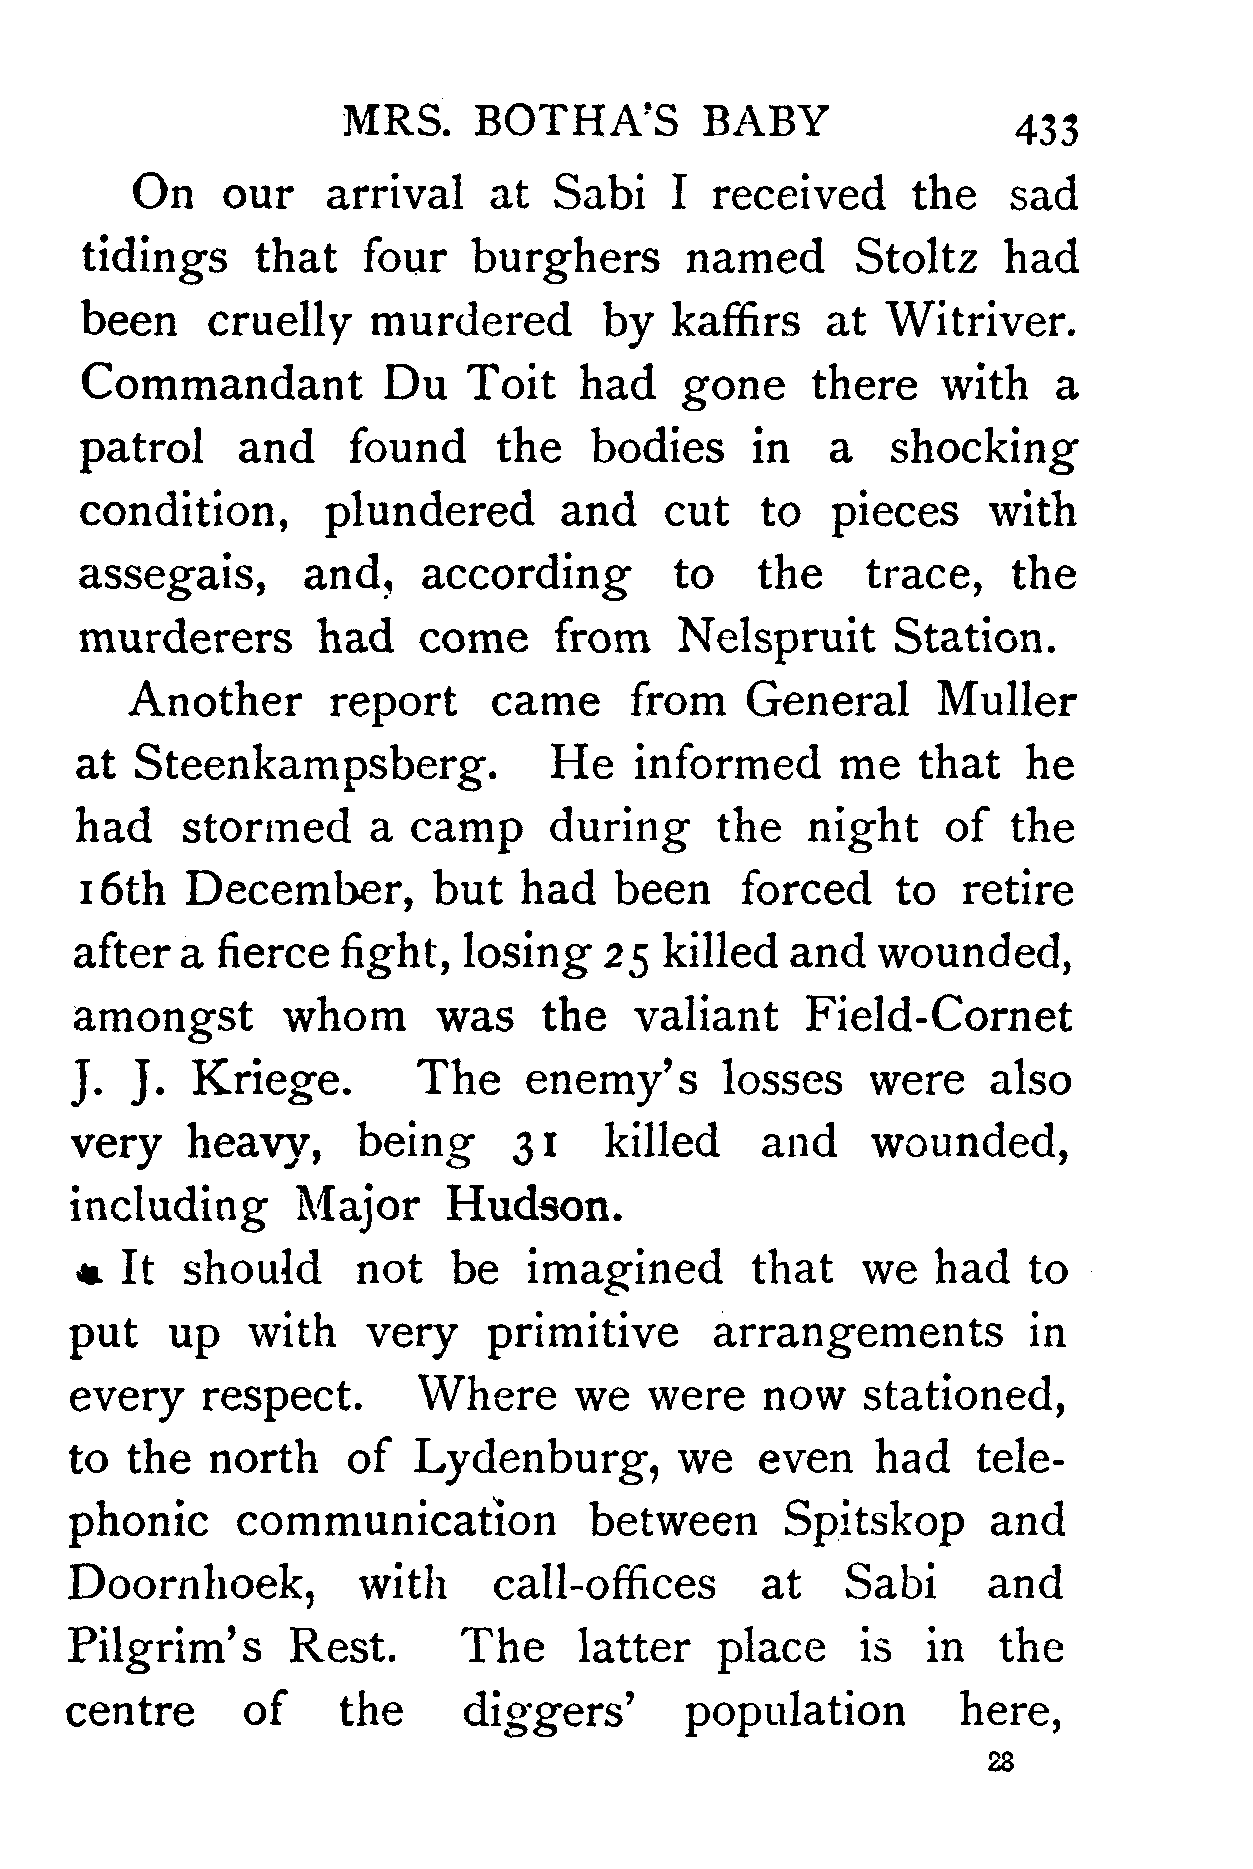 MRS. BOTHA'S BABY 433
On our arrival at Sabi I received the sad
tidings that four burghers named Stoltz had
been cruelly murdered by kaffirs at Witriver.
Commandant Du Toit had gone there with a
patrol and found the bodies in a shocking
condition, plundered and cut to pieces with
assegais, and, according to the trace, the
murderers had come from Nelspruit Station.
Another report came from General Muller
at Steenkampsberg. He informed me that he
had stormed a camp during the night of the
16th December, but had been forced to retire
after a fierce fight, losing 25 killed and wounded,
amongst whom was the valiant Field-Cornet
J. J. Kriege. The enemy's losses were also
very heavy, being 31 killed and wounded,
including Major Hudson.
It should not be imagined that we had to
put up with very primitive arrangements in
every respect. Where we were now stationed,
to the north of Lydenburg, we even had tele-
phonic communication between Spitskop and
Doornhoek, with call-offices at Sabi and
Pilgrim's Rest. The latter place is in the
centre of the diggers' population here,
28